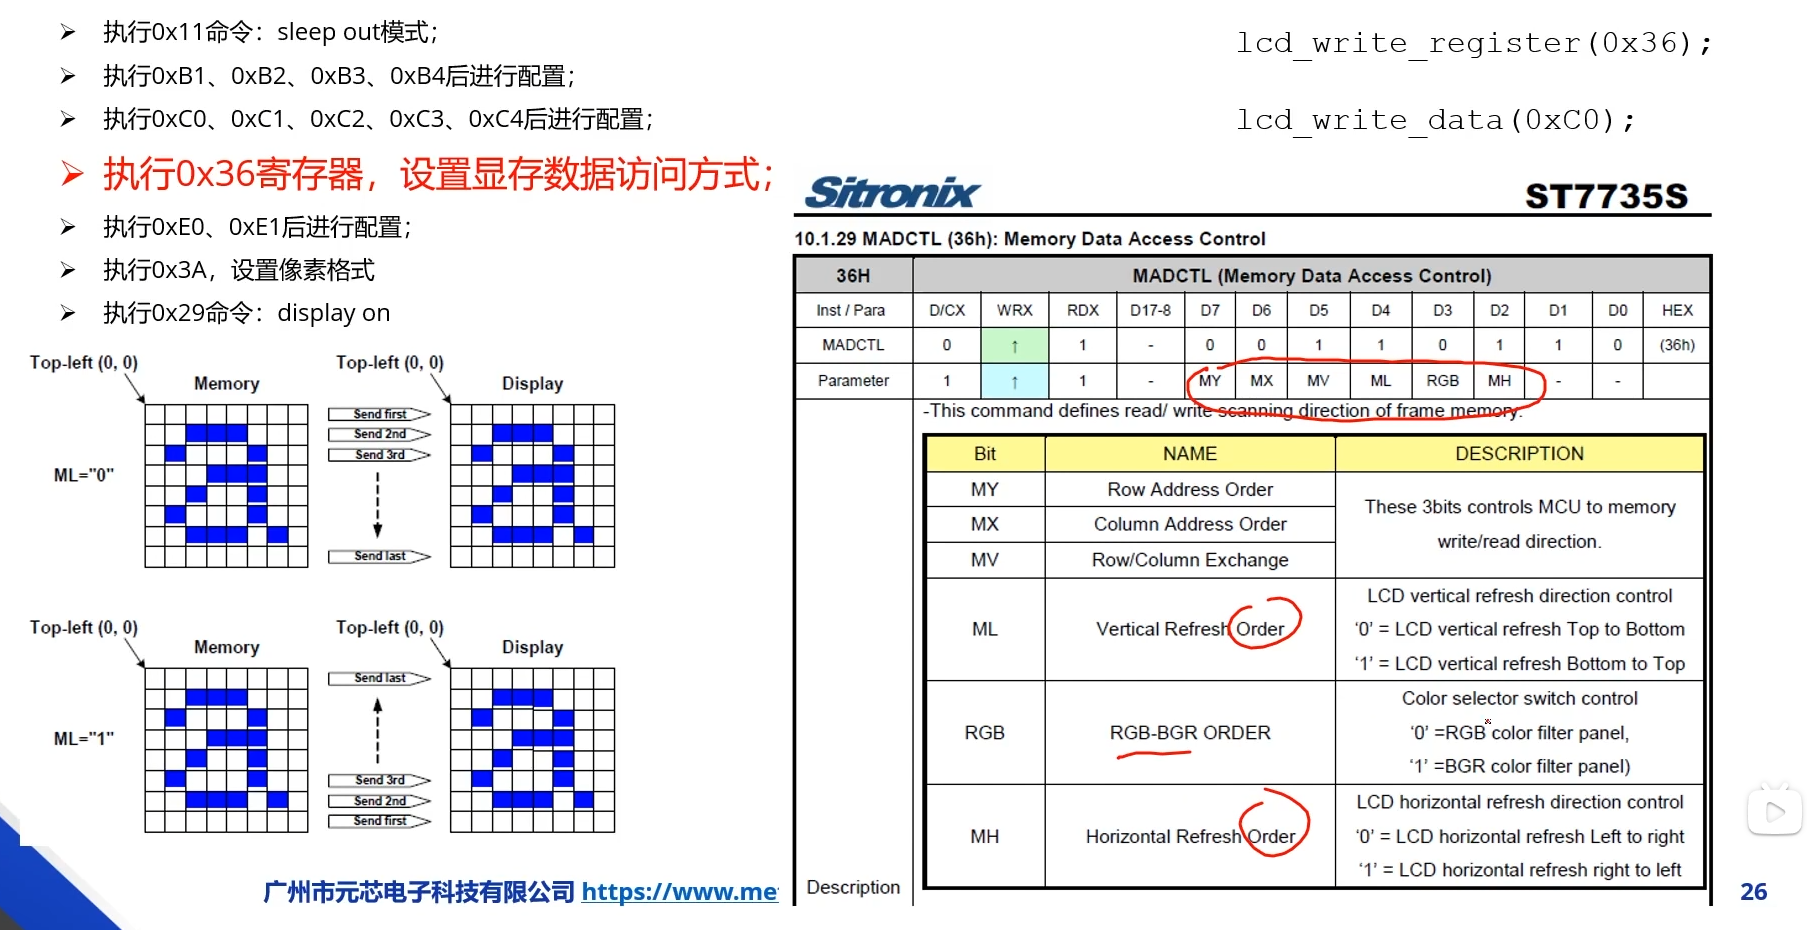 ➢ 执行0x11命令：sleep out模式；
➢ 执行0xB1、0xB2、0xB3、0xB4后进行配置；
➢ 执行0xC0、0xC1、0xC2、0xC3、0xC4后进行配置；
➢ 执行0x36寄存器，设置显存数据访问方式；
➢ 执行0xE0、0xE1后进行配置；
➢ 执行0x3A，设置像素格式
➢ 执行0x29命令：display on
lcd_write_register(0x36);
lcd_write_data(0xC0);
Top-left (0, 0) Top-left (0, 0)
Memory Display
Send first
Send 2nd
Send 3rd
ML="0"
Send last
Top-left (0, 0) Top-left (0, 0)
Memory Display
Send last
ML="1"
Send 3rd
Send 2nd
Send first
Sitronix ST7735S
10.1.29 MADCTL (36h): Memory Data Access Control
36H MADCTL (Memory Data Access Control)
Inst / Para D/CX WRX RDX D17-8 D7 D6 D5 D4 D3 D2 D1 D0 HEX
MADCTL 0 ↑ 1 - 0 0 1 1 0 1 1 0 (36h)
Parameter 1 ↑ 1 - MY MX MV ML RGB MH - -
-This command defines read/ write scanning direction of frame memory.
Bit NAME DESCRIPTION
MY Row Address Order
MX Column Address Order
MV Row/Column Exchange
These 3bits controls MCU to memory
write/read direction.
ML Vertical Refresh Order
LCD vertical refresh direction control
‘0’ = LCD vertical refresh Top to Bottom
‘1’ = LCD vertical refresh Bottom to Top
RGB RGB-BGR ORDER
Color selector switch control
‘0’ =RGB color filter panel,
‘1’ =BGR color filter panel)
MH Horizontal Refresh Order
LCD horizontal refresh direction control
‘0’ = LCD horizontal refresh Left to right
‘1’ = LCD horizontal refresh right to left
Description
广州市元芯电子科技有限公司 https://www.me
26